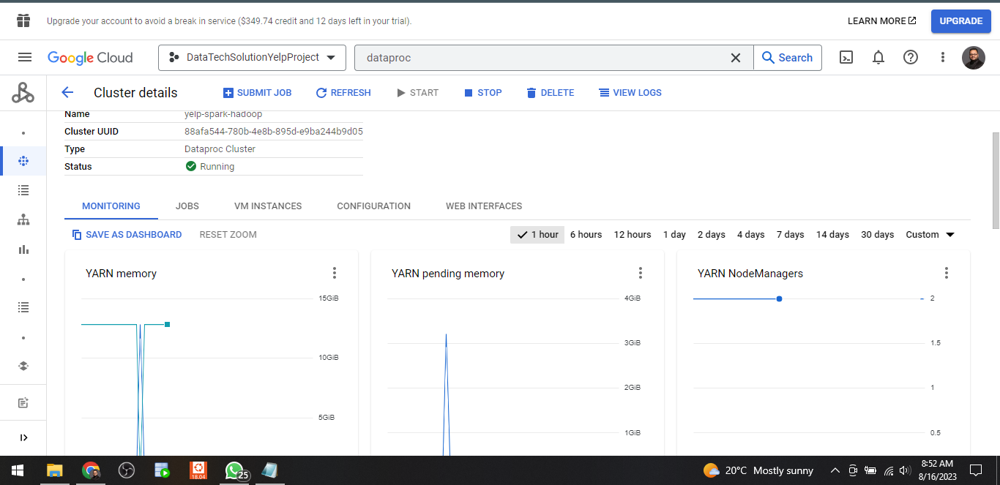 Upgrade your account to avoid a break in service ($349.74 credit and 12 days left in your trial).
LEARN MORE
UPGRADE
Google Cloud
DataTechSolutionYelpProject
dataproc
Search
Cluster details
SUBMIT JOB
REFRESH
START
STOP
DELETE
VIEW LOGS
Name yelp-spark-hadoop
Cluster UUID 88afa544-780b-4e8b-895d-e9ba244b9d05
Type Dataproc Cluster
Status Running
MONITORING
JOBS
VM INSTANCES
CONFIGURATION
WEB INTERFACES
SAVE AS DASHBOARD
RESET ZOOM
1 hour
6 hours
12 hours
1 day
2 days
4 days
7 days
14 days
30 days
Custom
YARN memory
15GiB
10GiB
5GiB
YARN pending memory
4GiB
3GiB
2GiB
1GiB
YARN NodeManagers
2
1.5
1
0.5
18.04
25
20°C Mostly sunny
8:52 AM
8/16/2023